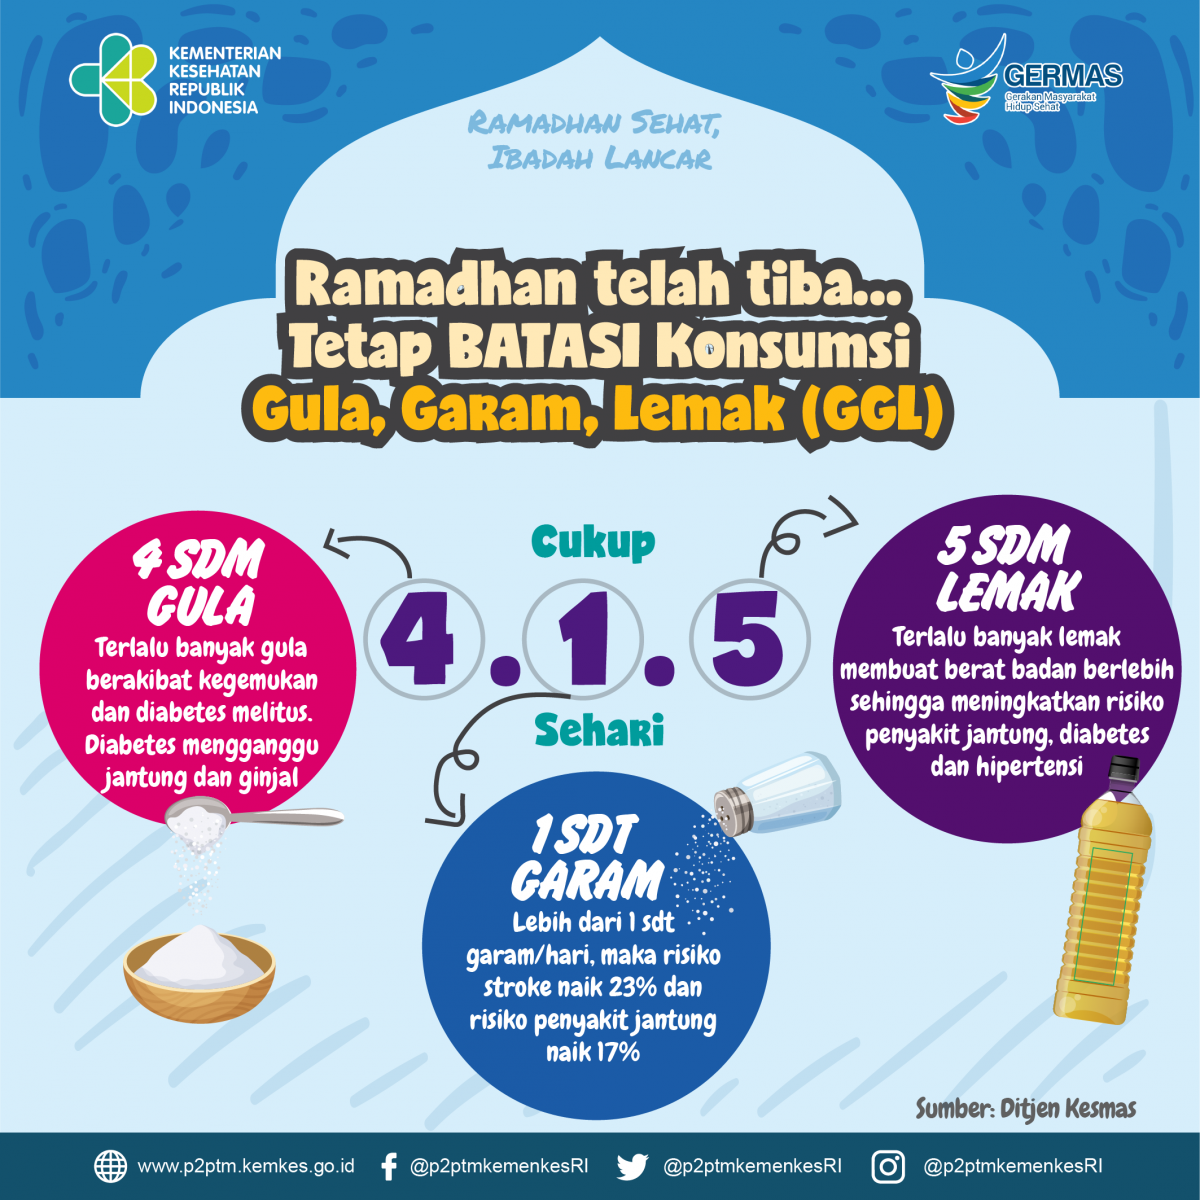 KEMENTERIAN
KESEHATAN
REPUBLIK
INDONESIA
GERMAS
Gerakan Masyarakat
Hidup Sehat
Ramadhan Sehat,
Ibadah Lancar
Ramadhan telah tiba...
Tetap BATASI Konsumsi
Gula, Garam, Lemak (GGL)
4 SDM
GULA
Terlalu banyak gula
berakibat kegemukan
dan diabetes melitus.
Diabetes mengganggu
jantung dan ginjal
Cukup
4.1.5
Sehari
5 SDM
LEMAK
Terlalu banyak lemak
membuat berat badan berlebih
sehingga meningkatkan risiko
penyakit jantung, diabetes
dan hipertensi
1 SDT
GARAM
Lebih dari 1 sdt
garam/hari, maka risiko
stroke naik 23% dan
risiko penyakit jantung
naik 17%
Sumber: Ditjen Kesmas
www.p2ptm.kemkes.go.id
@p2ptmkemenkesRI
@p2ptmkemenkesRI
@p2ptmkemenkesRI